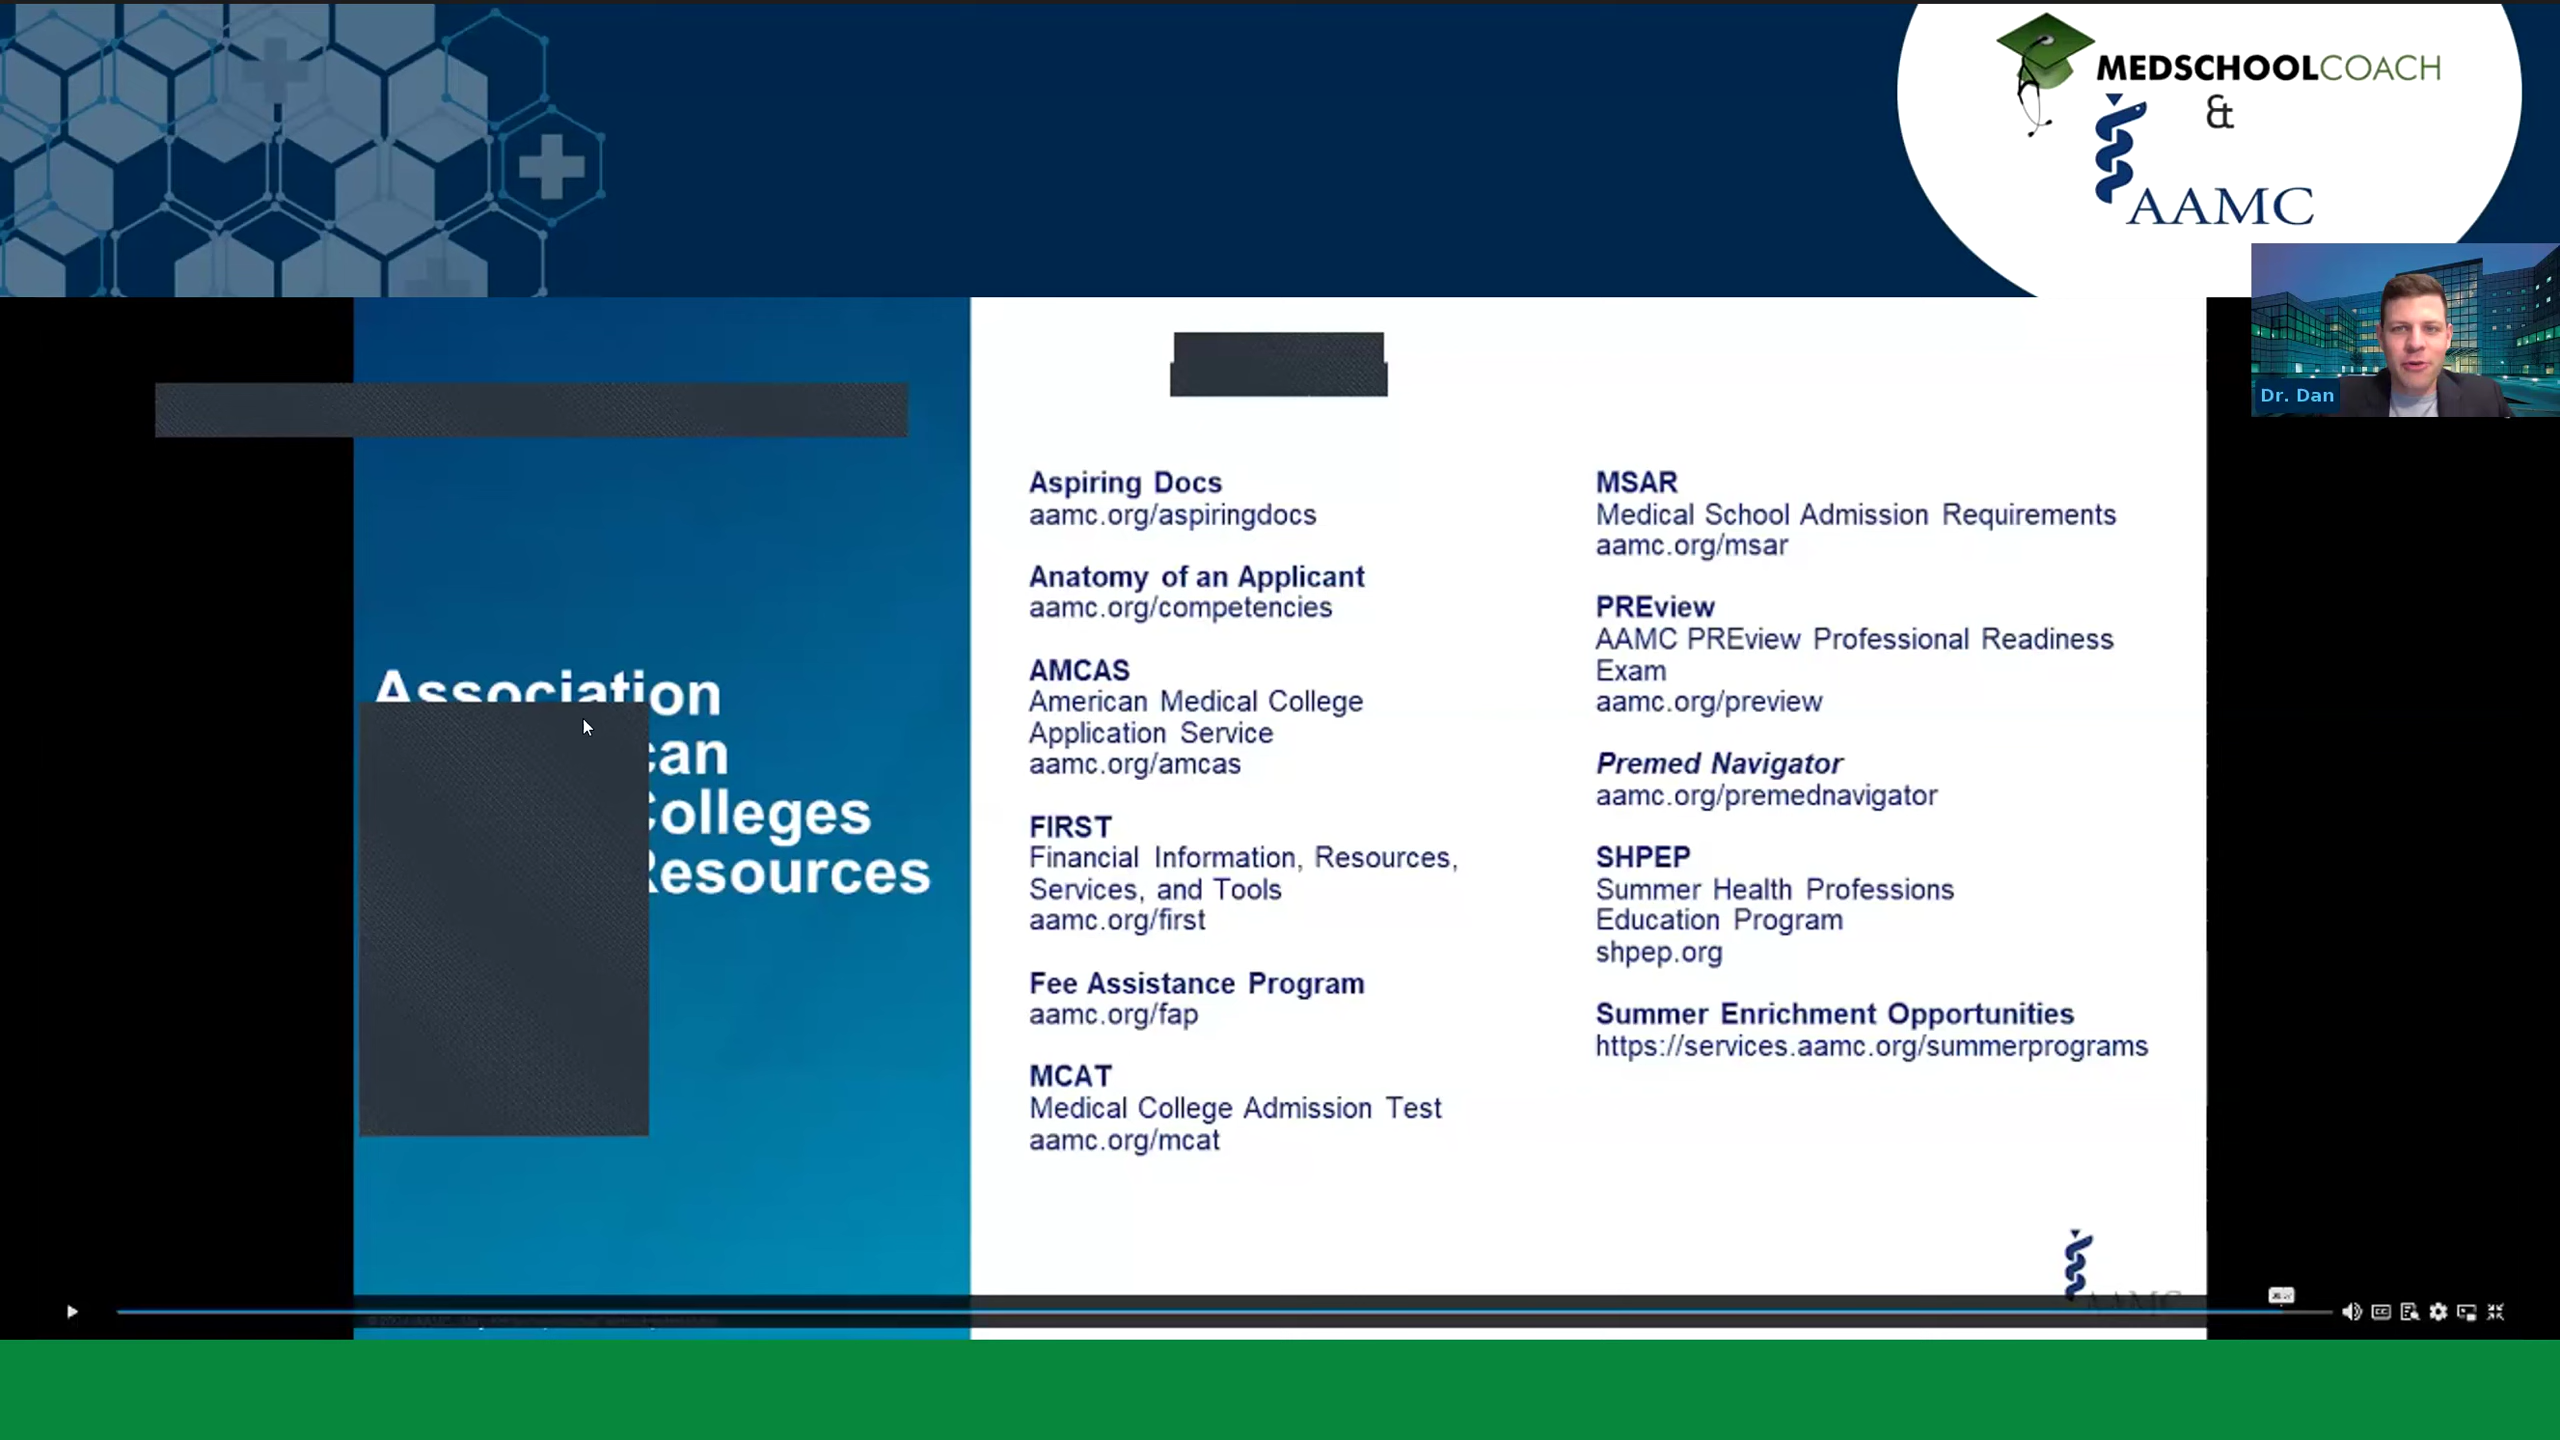 MEDSCHOOLCOACH
&
AAMC
Dr. Dan
Association
can
Colleges
Resources
Aspiring Docs
aamc.org/aspiringdocs
Anatomy of an Applicant
aamc.org/competencies
AMCAS
American Medical College
Application Service
aamc.org/amcas
FIRST
Financial Information, Resources,
Services, and Tools
aamc.org/first
Fee Assistance Program
aamc.org/fap
MCAT
Medical College Admission Test
aamc.org/mcat
MSAR
Medical School Admission Requirements
aamc.org/msar
PREview
AAMC PREview Professional Readiness
Exam
aamc.org/preview
Premed Navigator
aamc.org/premednavigator
SHPEP
Summer Health Professions
Education Program
shpep.org
Summer Enrichment Opportunities
https://services.aamc.org/summerprograms
AAMC